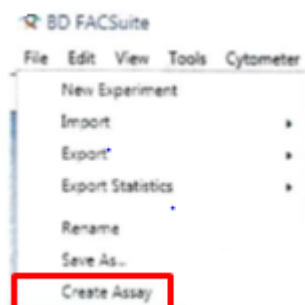 BD FACSuite
File Edit View Tools Cytometer
New Experiment
Import
Export
Export Statistics
Rename
Save As...
Create Assay